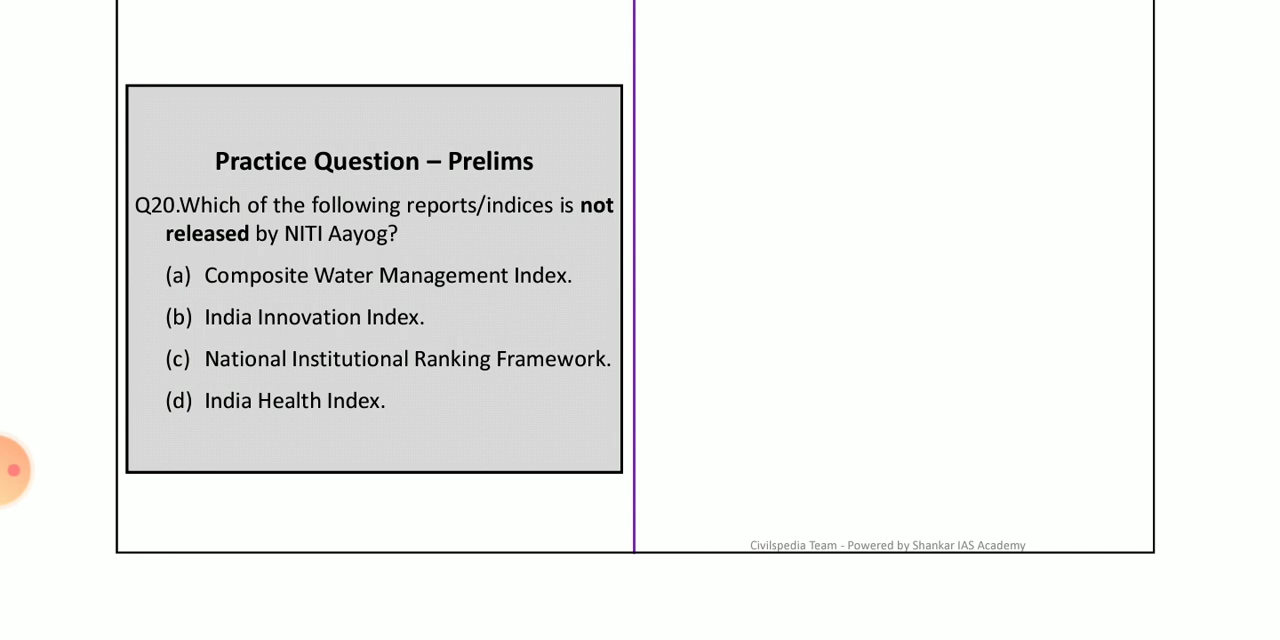 Practice Question – Prelims
Q20.Which of the following reports/indices is not
released by NITI Aayog?
(a) Composite Water Management Index.
(b) India Innovation Index.
(c) National Institutional Ranking Framework.
(d) India Health Index.
Civilspedia Team - Powered by Shankar IAS Academy